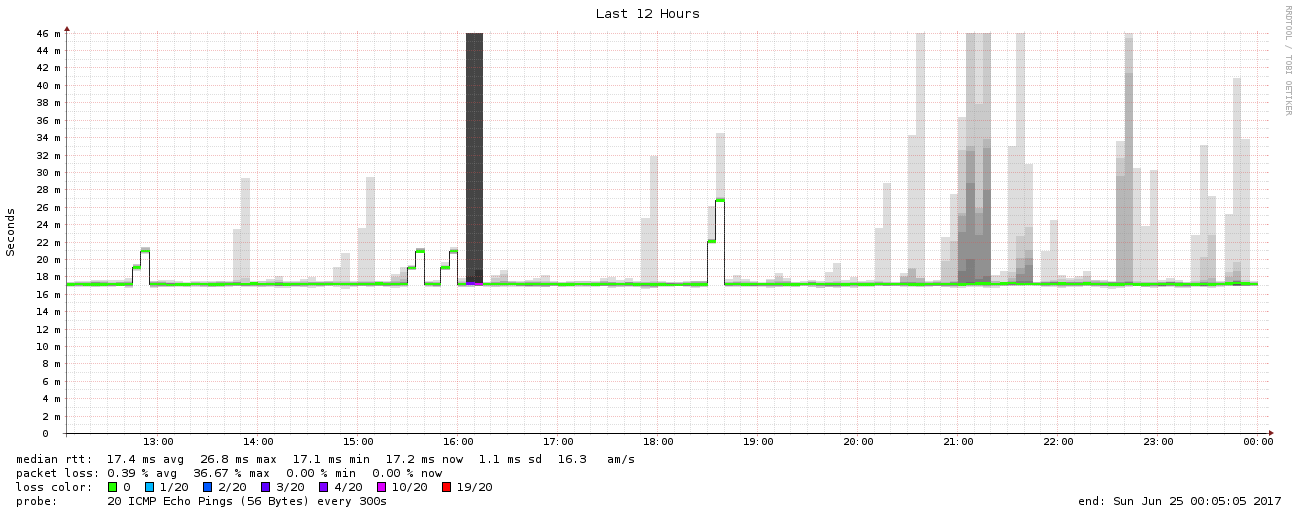 Last 12 Hours
RRDTOOL / TOBI OETIKER
Seconds
46 m
44 m
42 m
40 m
38 m
36 m
34 m
32 m
30 m
28 m
26 m
24 m
22 m
20 m
18 m
16 m
14 m
12 m
10 m
8 m
6 m
4 m
2 m
0
13:00 14:00 15:00 16:00 17:00 18:00 19:00 20:00 21:00 22:00 23:00 00:00
median rtt: 17.4 ms avg 26.8 ms max 17.1 ms min 17.2 ms now 1.1 ms sd 16.3 am/s
packet loss: 0.39 % avg 36.67 % max 0.00 % min 0.00 % now
loss color: 0 1/20 2/20 3/20 4/20 10/20 19/20
probe: 20 ICMP Echo Pings (56 Bytes) every 300s end: Sun Jun 25 00:05:05 2017